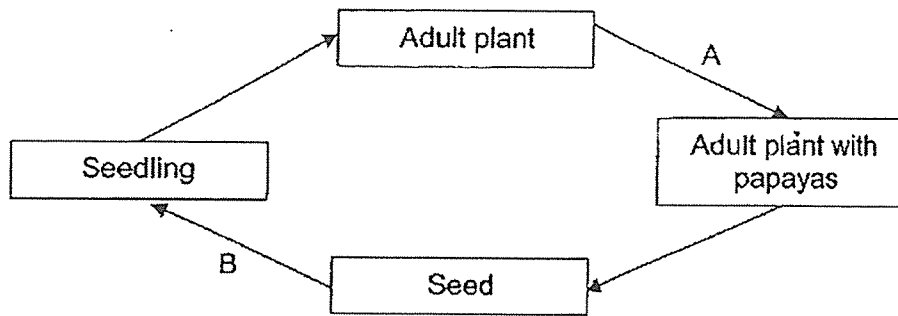 Adult plant
A
Seedling
Adult plant with
papayas
B
Seed